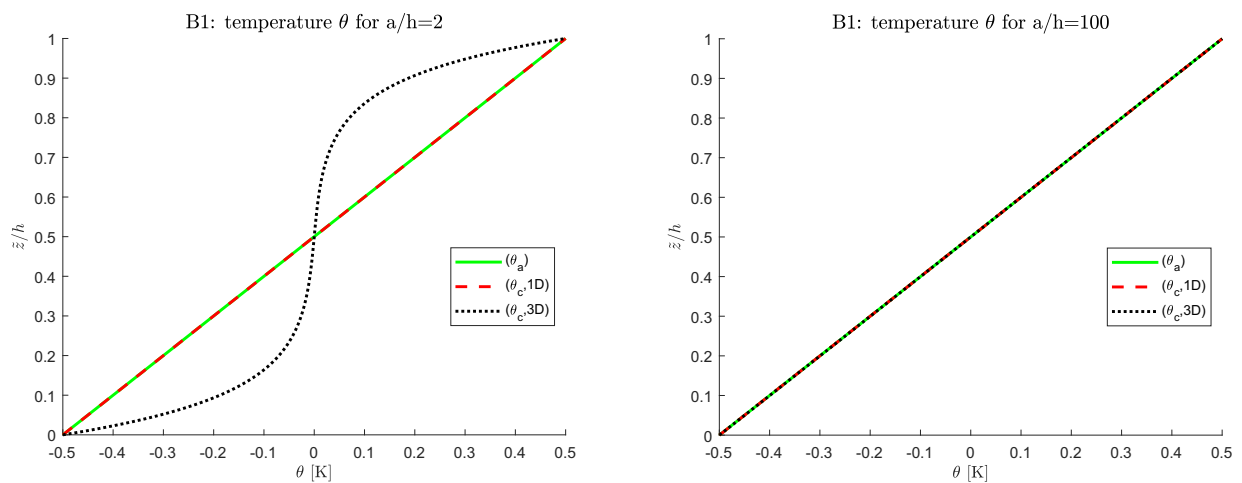 B1: temperature θ for a/h=2
1
0.9
0.8
0.7
0.6
0.5
0.4
0.3
0.2
0.1
0
z̃/h
(θa)
(θc,1D)
(θc,3D)
-0.5 -0.4 -0.3 -0.2 -0.1 0 0.1 0.2 0.3 0.4 0.5
θ [K]
B1: temperature θ for a/h=100
1
0.9
0.8
0.7
0.6
0.5
0.4
0.3
0.2
0.1
0
z̃/h
(θa)
(θc,1D)
(θc,3D)
-0.5 -0.4 -0.3 -0.2 -0.1 0 0.1 0.2 0.3 0.4 0.5
θ [K]